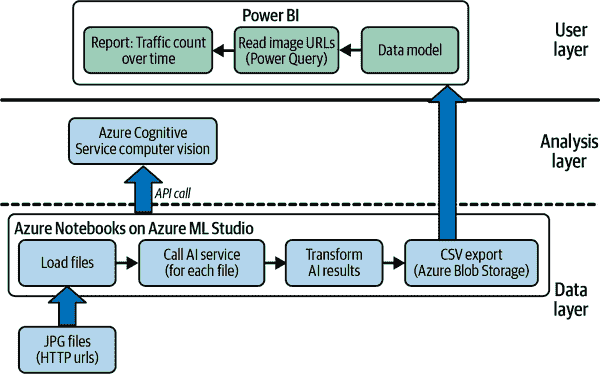 Power BI
Report: Traffic count
over time
Read image URLs
(Power Query)
Data model
User
layer
Azure Cognitive
Service computer vision
API call
Analysis
layer
Azure Notebooks on Azure ML Studio
Load files
Call AI service
(for each file)
Transform
AI results
CSV export
(Azure Blob Storage)
Data
layer
JPG files
(HTTP urls)